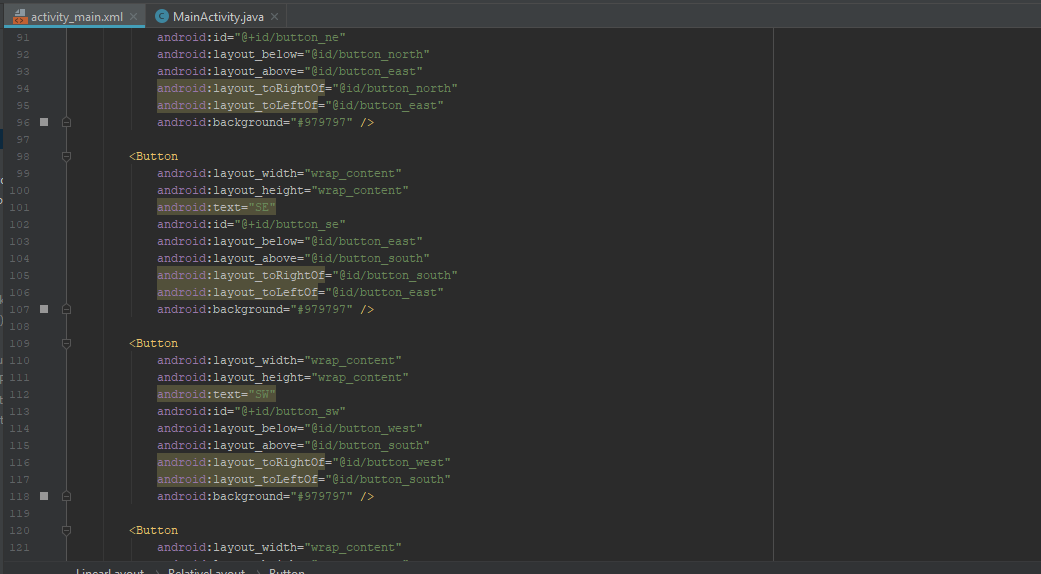 activity_main.xml MainActivity.java
91 android:id="@+id/button_ne"
92 android:layout_below="@id/button_north"
93 android:layout_above="@id/button_east"
94 android:layout_toRightOf="@id/button_north"
95 android:layout_toLeftOf="@id/button_east"
96 android:background="#979797" />
97
98 <Button
99 android:layout_width="wrap_content"
100 android:layout_height="wrap_content"
101 android:text="SE"
102 android:id="@+id/button_se"
103 android:layout_below="@id/button_east"
104 android:layout_above="@id/button_south"
105 android:layout_toRightOf="@id/button_south"
106 android:layout_toLeftOf="@id/button_east"
107 android:background="#979797" />
108
109 <Button
110 android:layout_width="wrap_content"
111 android:layout_height="wrap_content"
112 android:text="SW"
113 android:id="@+id/button_sw"
114 android:layout_below="@id/button_west"
115 android:layout_above="@id/button_south"
116 android:layout_toRightOf="@id/button_west"
117 android:layout_toLeftOf="@id/button_south"
118 android:background="#979797" />
119
120 <Button
121 android:layout_width="wrap_content"
LinearLayout RelativeLayout Button